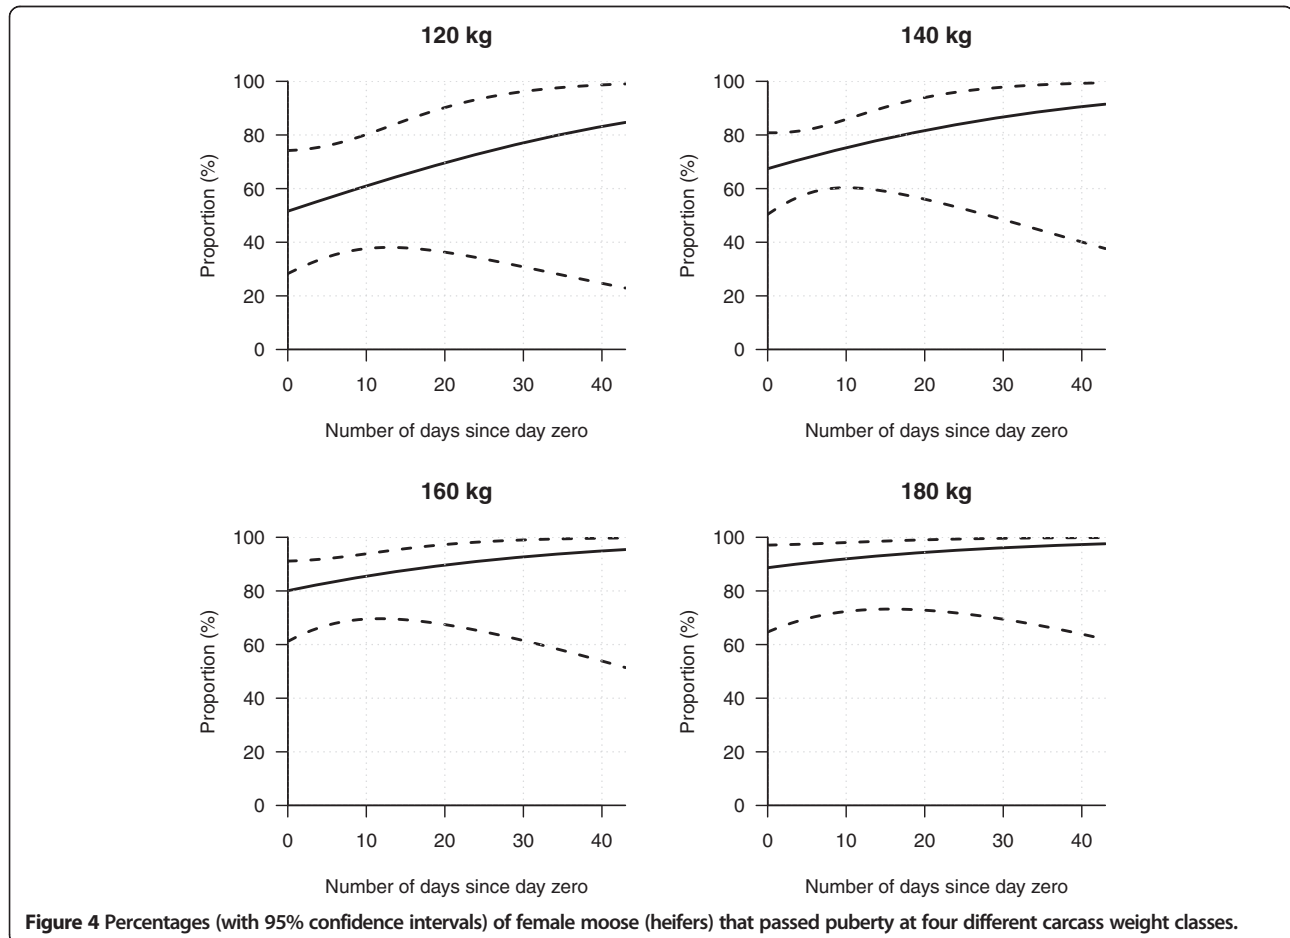 120 kg
100
80
60
40
20
0
Proportion (%)
0 10 20 30 40
Number of days since day zero
140 kg
100
80
60
40
20
0
Proportion (%)
0 10 20 30 40
Number of days since day zero
160 kg
100
80
60
40
20
0
Proportion (%)
0 10 20 30 40
Number of days since day zero
180 kg
100
80
60
40
20
0
Proportion (%)
0 10 20 30 40
Number of days since day zero
Figure 4 Percentages (with 95% confidence intervals) of female moose (heifers) that passed puberty at four different carcass weight classes.